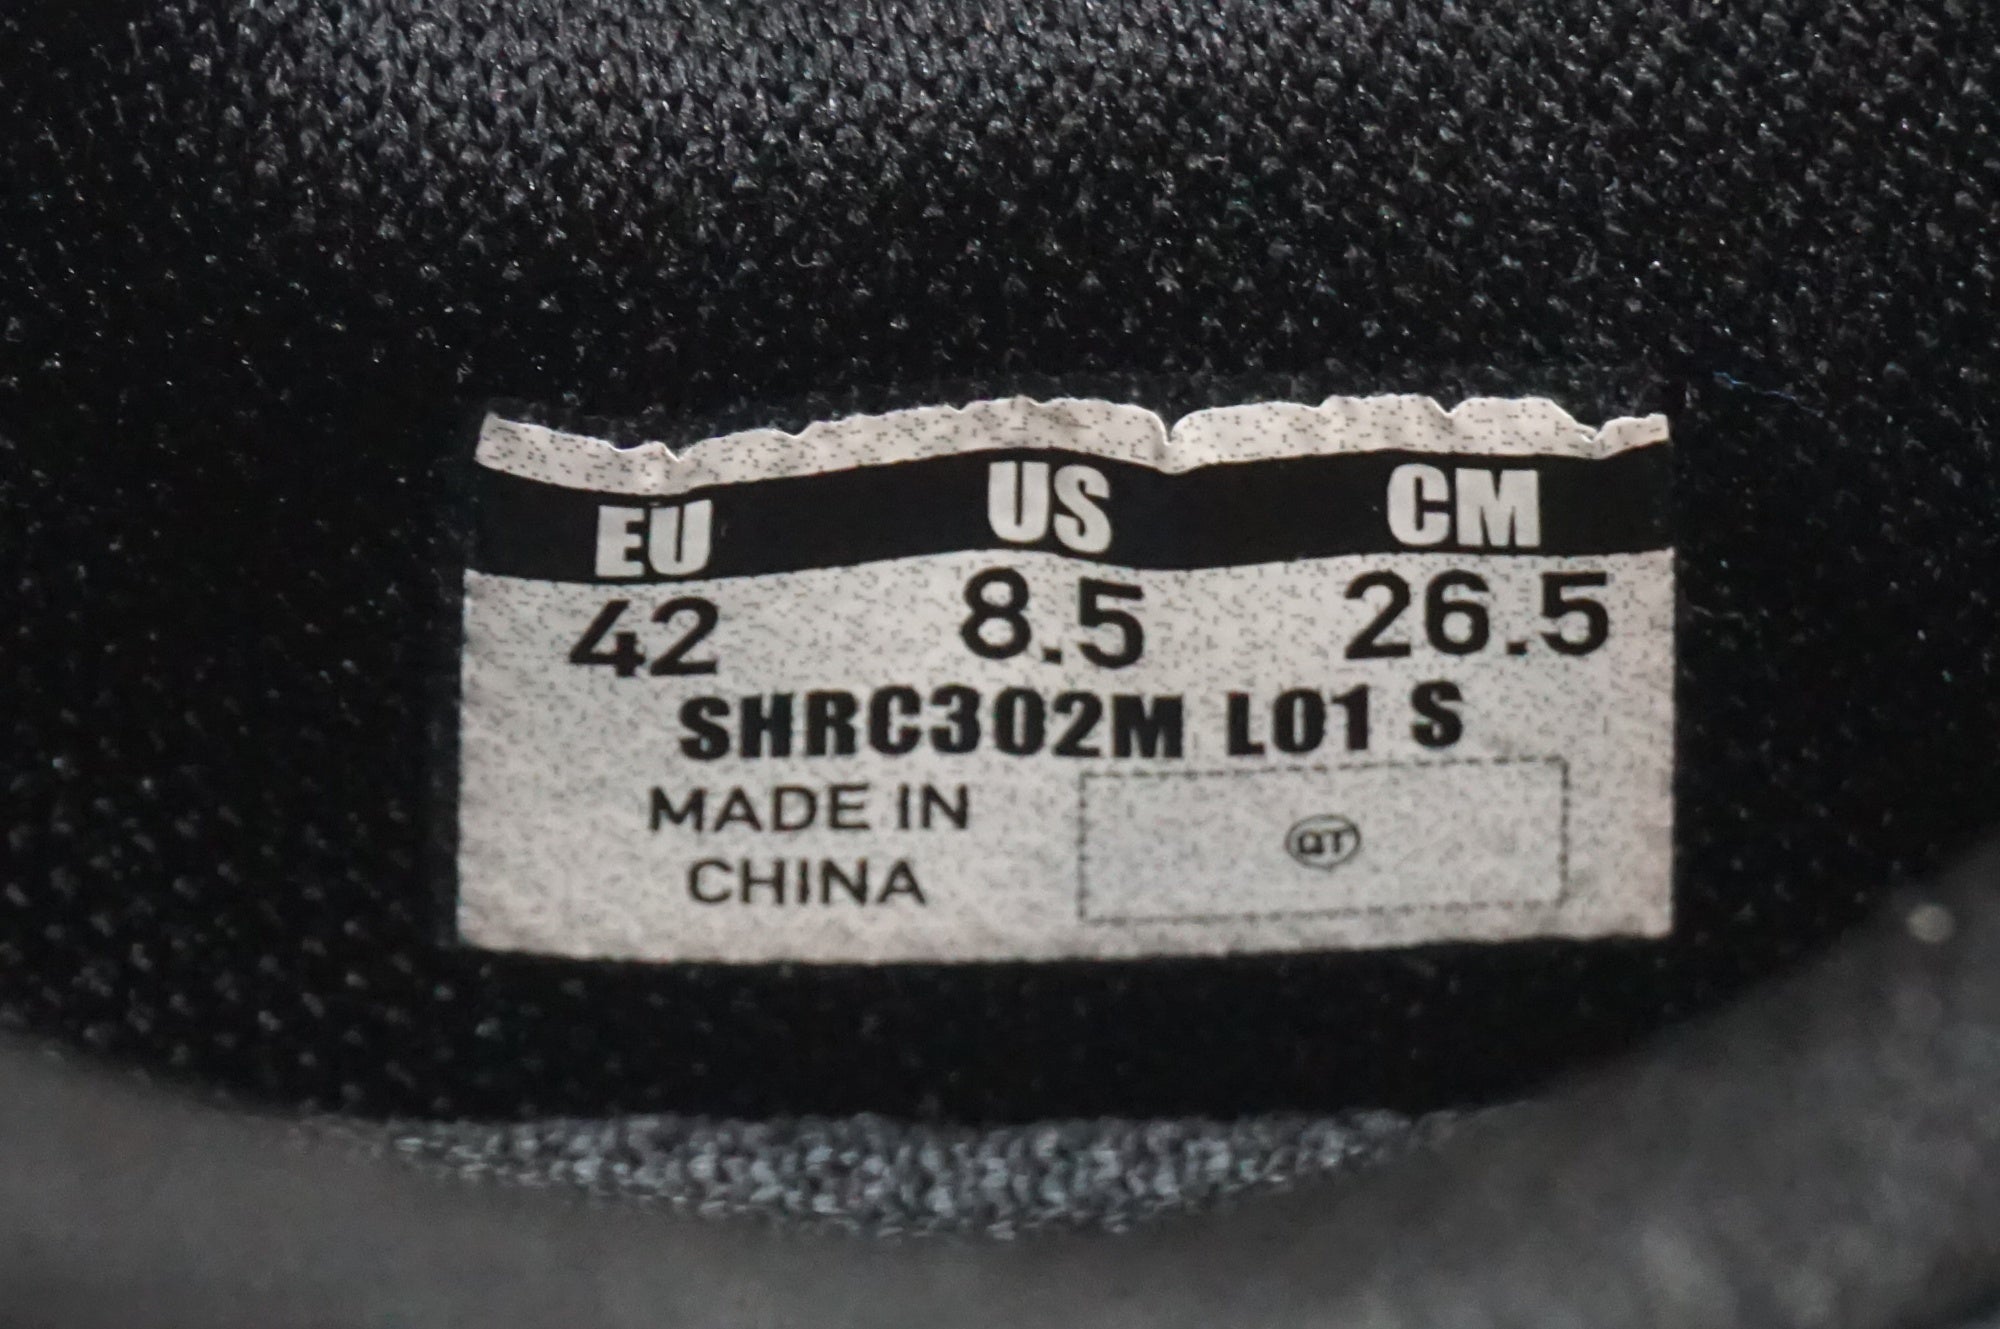 EU US CM
42 8.5 26.5
SHRC302M L01 S
MADE IN
CHINA
QT